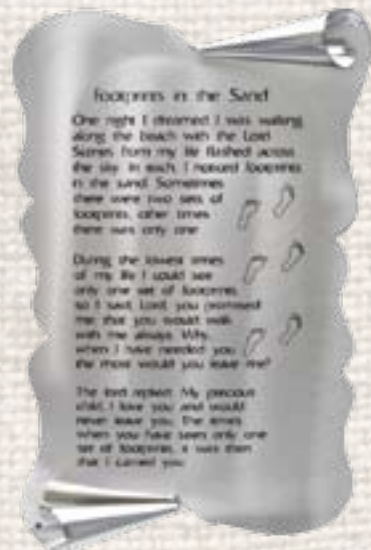 Footprints in the Sand
One night I dreamed I was walking
along the beach with the Lord
Scenes from my life flashed across
the sky. In each, I noticed footprints
in the sand. Sometimes
there were two sets of
footprints, other times
there was only one
During the lowest times
of my life I could see
only one set of footprints,
so I said, Lord, you promised
me that you would walk
with me always. Why,
when I have needed you
the most would you leave me?
The lord replied, My precious
child, I love you and would
never leave you. The times
when you have seen only one
set of footprints, it was then
that I carried you